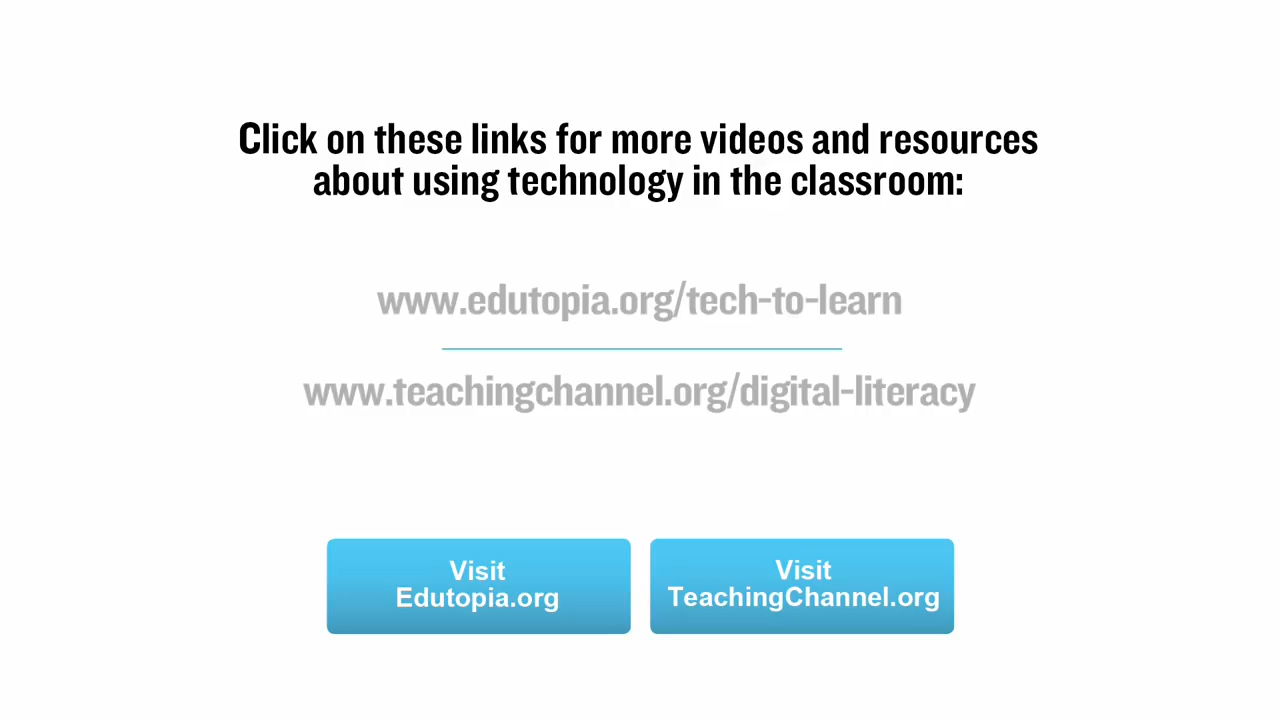 Click on these links for more videos and resources
about using technology in the classroom:
www.edutopia.org/tech-to-learn
www.teachingchannel.org/digital-literacy
Visit
Edutopia.org
Visit
TeachingChannel.org